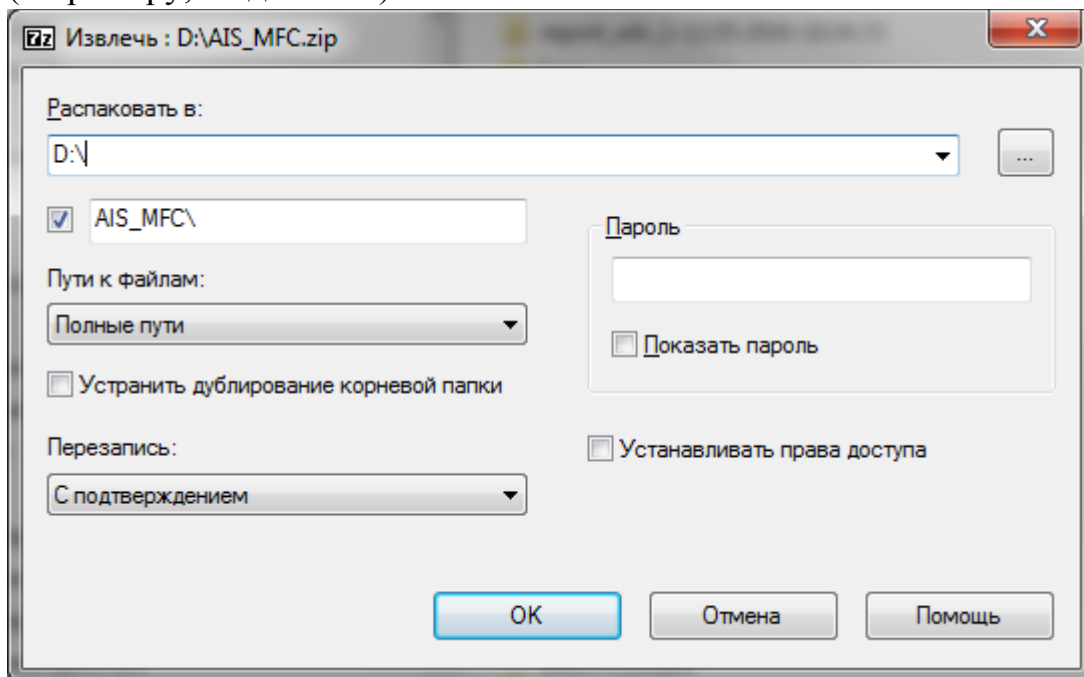 Извлечь : D:\AIS_MFC.zip
Распаковать в:
D:\
...
AIS_MFC\
Пароль
Пути к файлам:
Полные пути
Показать пароль
Устранить дублирование корневой папки
Перезапись:
Устанавливать права доступа
С подтверждением
OK
Отмена
Помощь